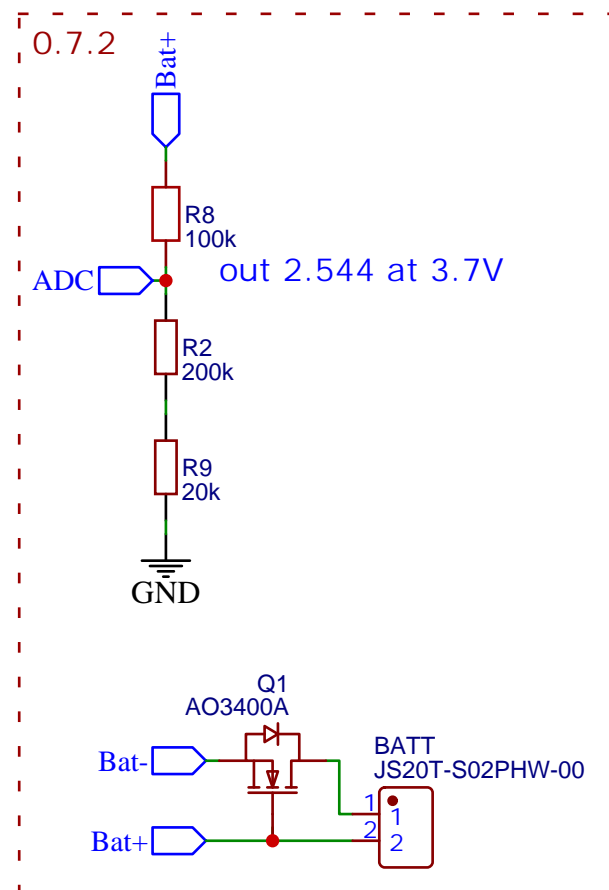 0.7.2
Bat+
R8
100k
ADC
out 2.544 at 3.7V
R2
200k
R9
20k
GND
Q1
AO3400A
BATT
JS20T-S02PHW-00
Bat-
1
1
Bat+
2
2